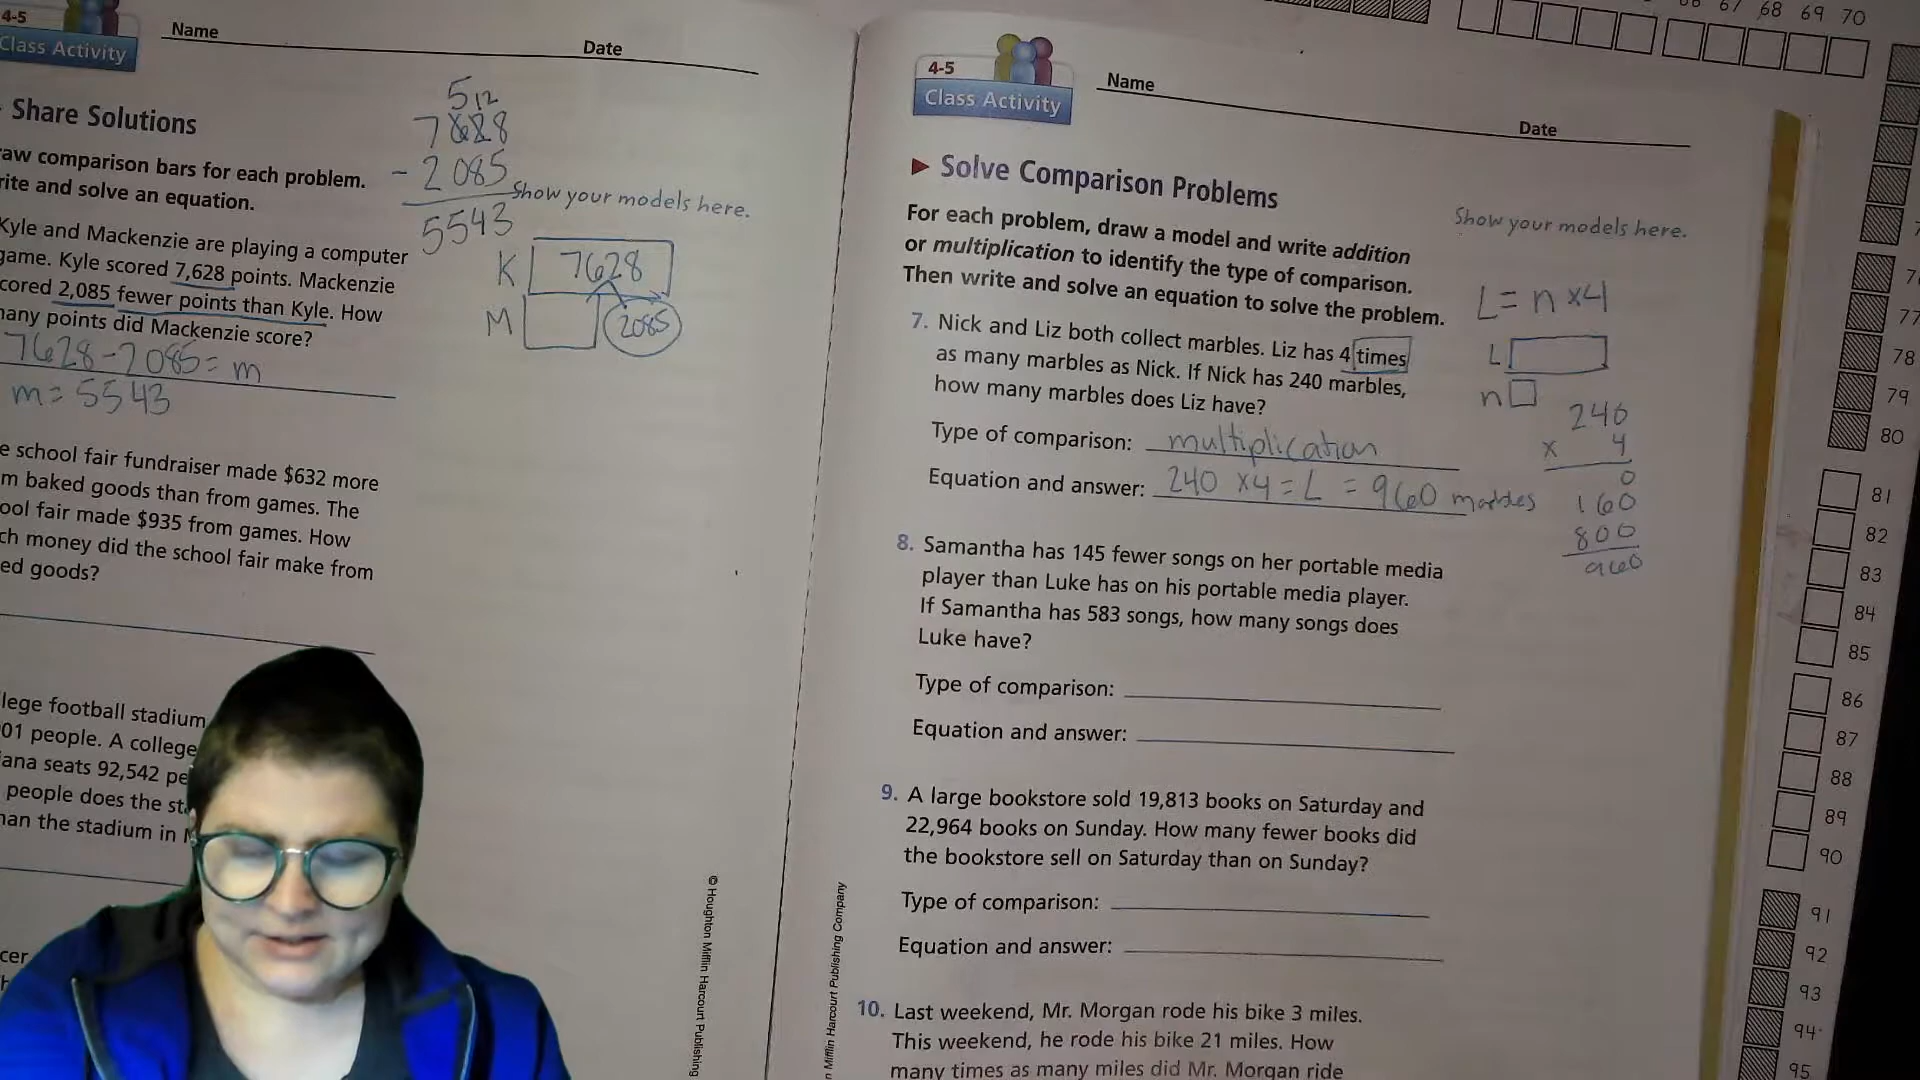 4-5
Class Activity
Name
Date
Share Solutions
aw comparison bars for each problem.
rite and solve an equation.
Kyle and Mackenzie are playing a computer
game. Kyle scored 7,628 points. Mackenzie
cored 2,085 fewer points than Kyle. How
many points did Mackenzie score?
7628-2085= m
m= 5543
5 12
7628
- 2085
5543
Show your models here.
K 7628
M 2085
e school fair fundraiser made $632 more
m baked goods than from games. The
ool fair made $935 from games. How
ch money did the school fair make from
ed goods?
lege football stadium
01 people. A college
iana seats 92,542 pe
people does the st
han the stadium in
cer
© Houghton Mifflin Harcourt Publishing
n Mifflin Harcourt Publishing Company
4-5
Class Activity
Name
Date
Solve Comparison Problems
Show your models here.
For each problem, draw a model and write addition
or multiplication to identify the type of comparison.
Then write and solve an equation to solve the problem.
7. Nick and Liz both collect marbles. Liz has 4 times
as many marbles as Nick. If Nick has 240 marbles,
how many marbles does Liz have?
Type of comparison: multiplication
Equation and answer: 240 x4 = L = 960 marbles
L= n x4
L
n
240
x 4
0
160
800
960
8. Samantha has 145 fewer songs on her portable media
player than Luke has on his portable media player.
If Samantha has 583 songs, how many songs does
Luke have?
Type of comparison:
Equation and answer:
9. A large bookstore sold 19,813 books on Saturday and
22,964 books on Sunday. How many fewer books did
the bookstore sell on Saturday than on Sunday?
Type of comparison:
Equation and answer:
10. Last weekend, Mr. Morgan rode his bike 3 miles.
This weekend, he rode his bike 21 miles. How
many times as many miles did Mr. Morgan ride
67 68 69 70
77
78
79
80
81
82
83
84
85
86
87
88
89
90
91
92
93
94
95